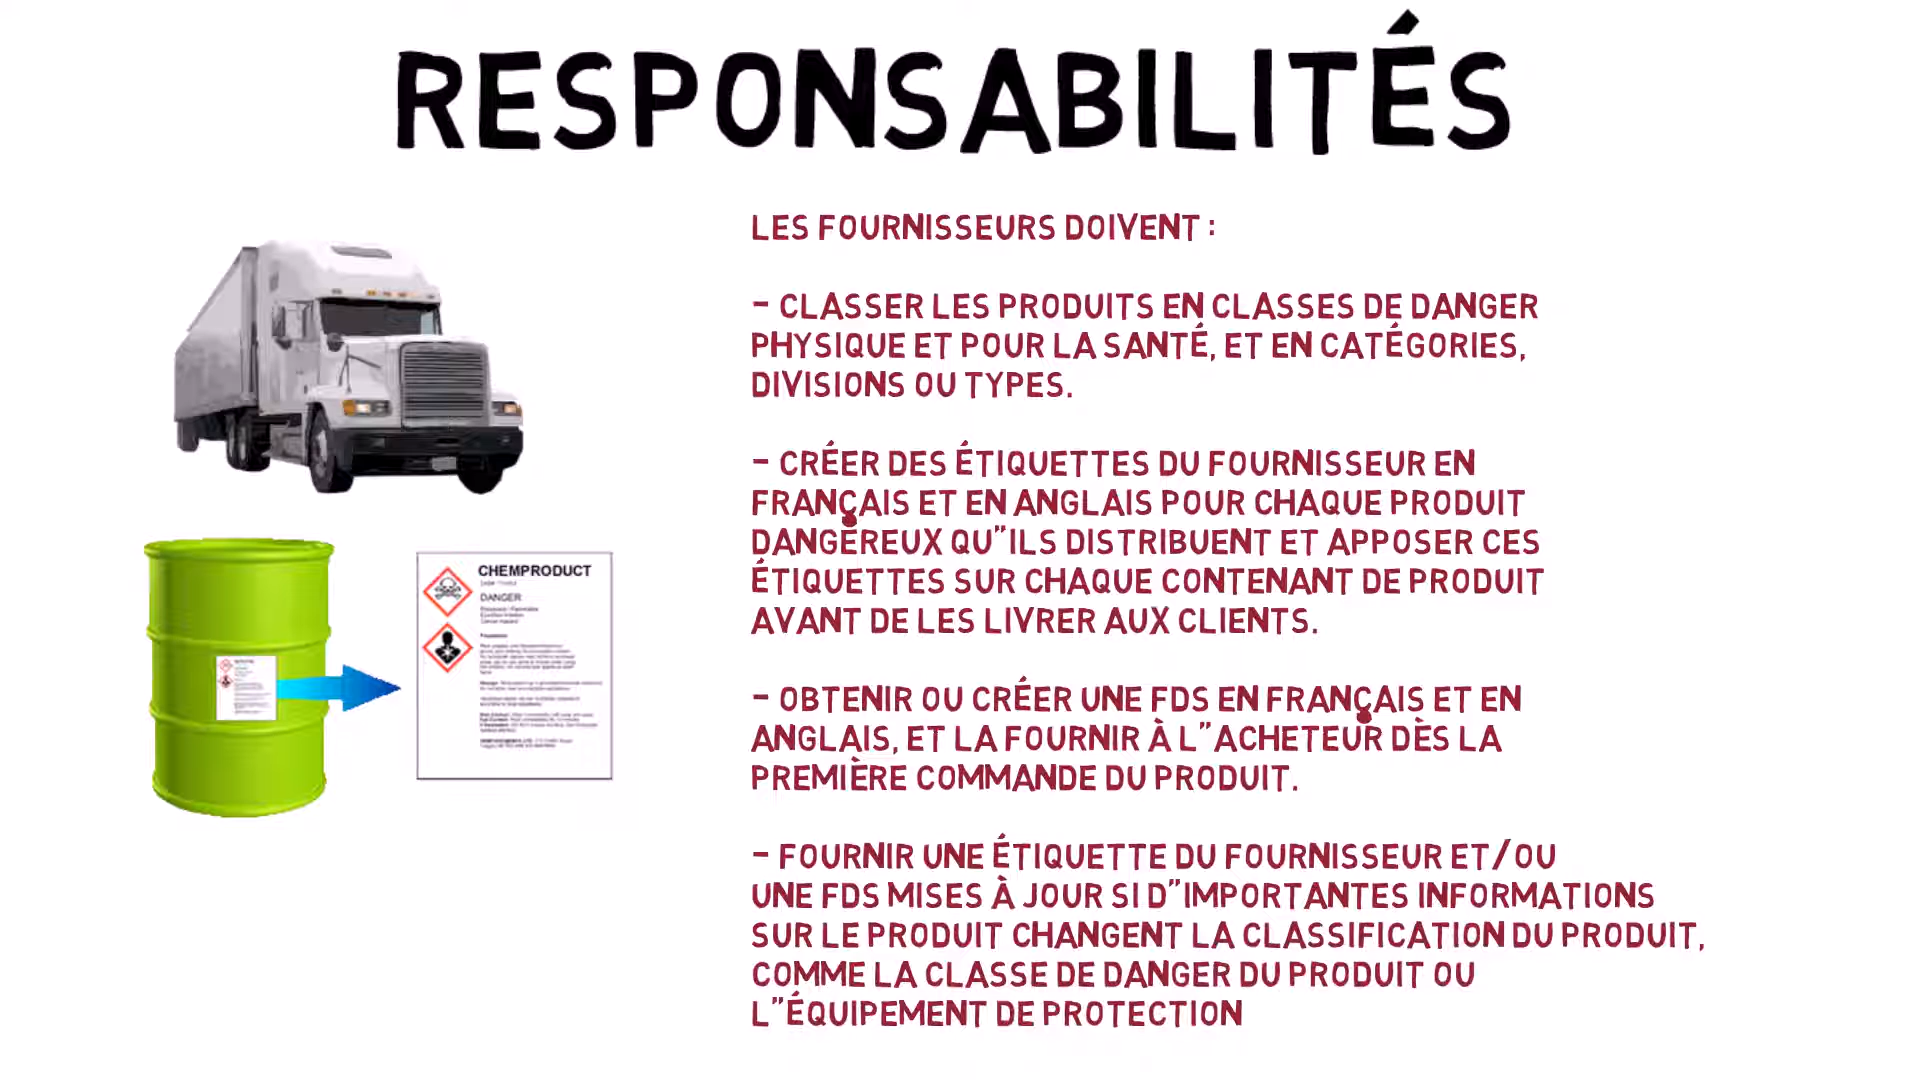 RESPONSABILITÉS
LES FOURNISSEURS DOIVENT :
- CLASSER LES PRODUITS EN CLASSES DE DANGER
PHYSIQUE ET POUR LA SANTÉ, ET EN CATÉGORIES,
DIVISIONS OU TYPES.
- CRÉER DES ÉTIQUETTES DU FOURNISSEUR EN
FRANÇAIS ET EN ANGLAIS POUR CHAQUE PRODUIT
DANGEREUX QU"ILS DISTRIBUENT ET APPOSER CES
ÉTIQUETTES SUR CHAQUE CONTENANT DE PRODUIT
AVANT DE LES LIVRER AUX CLIENTS.
- OBTENIR OU CRÉER UNE FDS EN FRANÇAIS ET EN
ANGLAIS, ET LA FOURNIR À L"ACHETEUR DÈS LA
PREMIÈRE COMMANDE DU PRODUIT.
- FOURNIR UNE ÉTIQUETTE DU FOURNISSEUR ET/OU
UNE FDS MISES À JOUR SI D"IMPORTANTES INFORMATIONS
SUR LE PRODUIT CHANGENT LA CLASSIFICATION DU PRODUIT,
COMME LA CLASSE DE DANGER DU PRODUIT OU
L"ÉQUIPEMENT DE PROTECTION
CHEMPRODUCT
DANGER